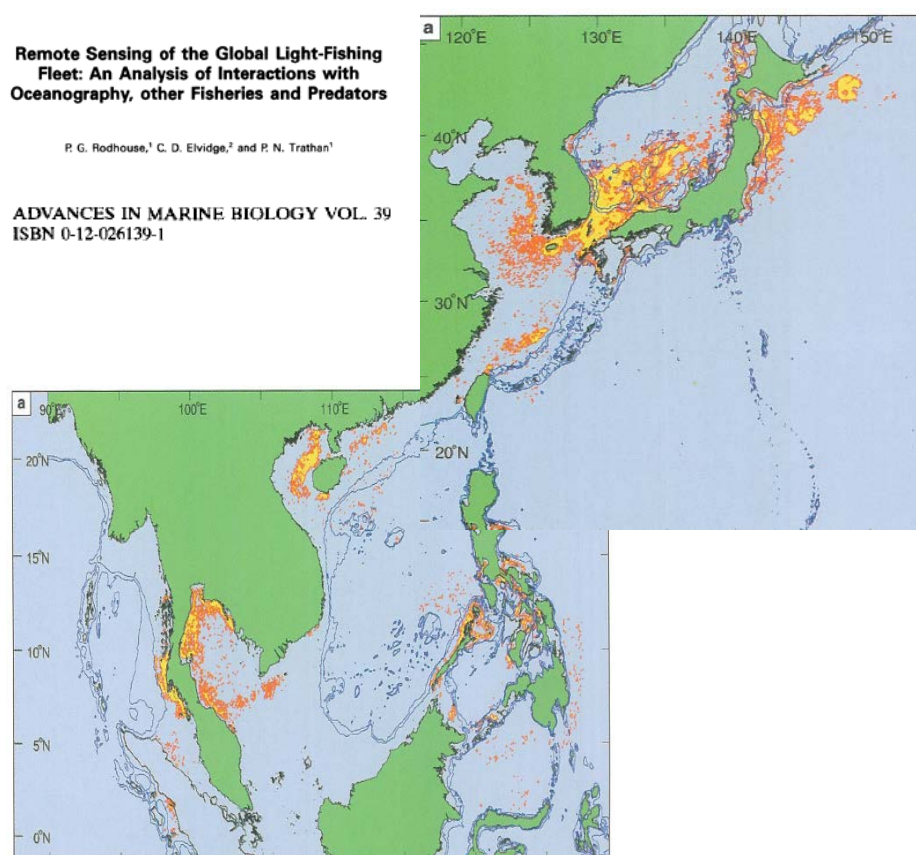 Remote Sensing of the Global Light-Fishing
Fleet: An Analysis of Interactions with
Oceanography, other Fisheries and Predators
P. G. Rodhouse,¹ C. D. Elvidge,² and P. N. Trathan¹
ADVANCES IN MARINE BIOLOGY VOL. 39
ISBN 0-12-026139-1
a
120°E
130°E
140°E
150°E
40°N
30°N
20°N
a
90°E
100°E
110°E
20°N
15°N
10°N
5°N
0°N